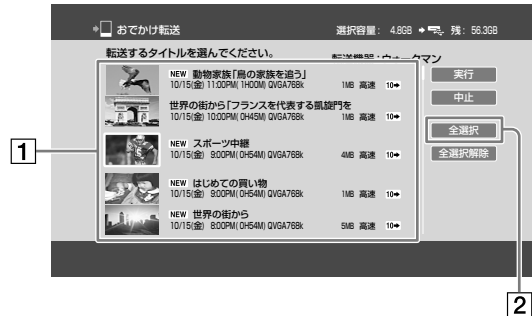 おでかけ転送 選択容量: 4.8GB 残: 56.3GB
転送するタイトルを選んでください。 転送機器:ウォークマン
NEW 動物家族「鳥の家族を追う」
10/15(金) 11:00PM(1H00M) QVGA768k 1MB 高速 10
世界の街から「フランスを代表する凱旋門を
10/15(金) 10:00PM(0H45M) QVGA768k 1MB 高速 10
NEW スポーツ中継
10/15(金) 9:00PM(0H54M) QVGA768k 4MB 高速 10
NEW はじめての買い物
10/15(金) 9:00PM(0H54M) QVGA768k 1MB 高速 10
NEW 世界の街から
10/15(金) 8:00PM(0H54M) QVGA768k 5MB 高速 10
実行
中止
全選択
全選択解除
1
2